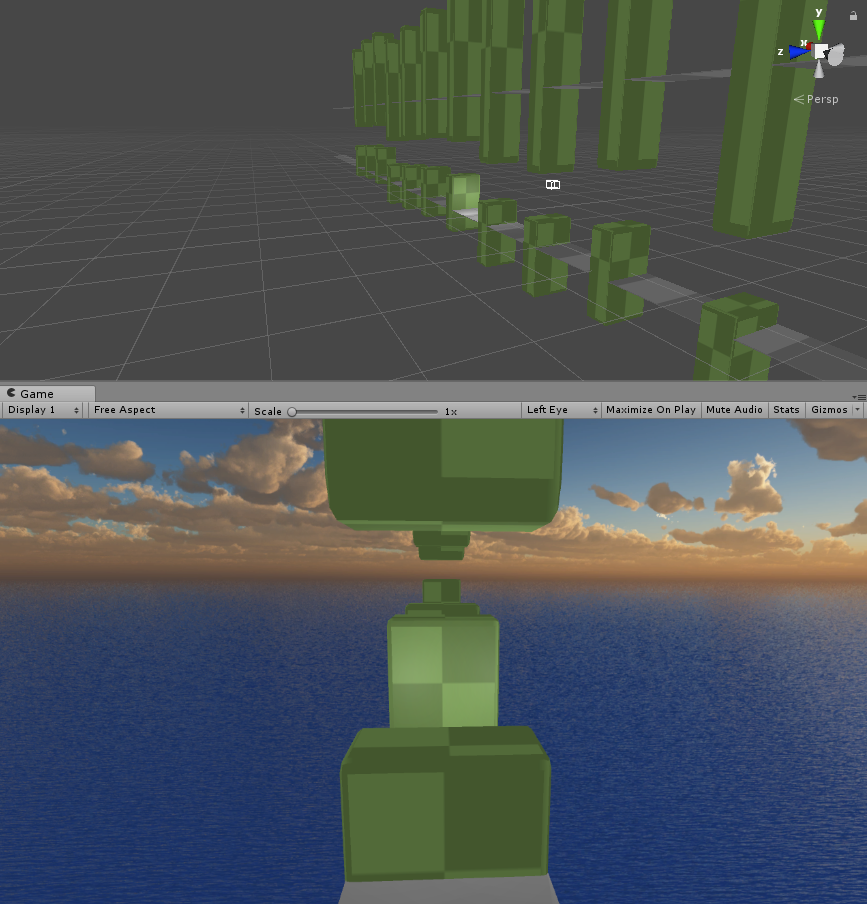 y
x
z
Persp
Game
Display 1
Free Aspect
Scale
1x
Left Eye
Maximize On Play
Mute Audio
Stats
Gizmos